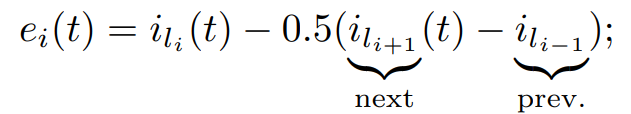 e_i(t) = i_{l_i}(t) − 0.5(i_{l_{i+1}}(t) − i_{l_{i−1}});
next prev.